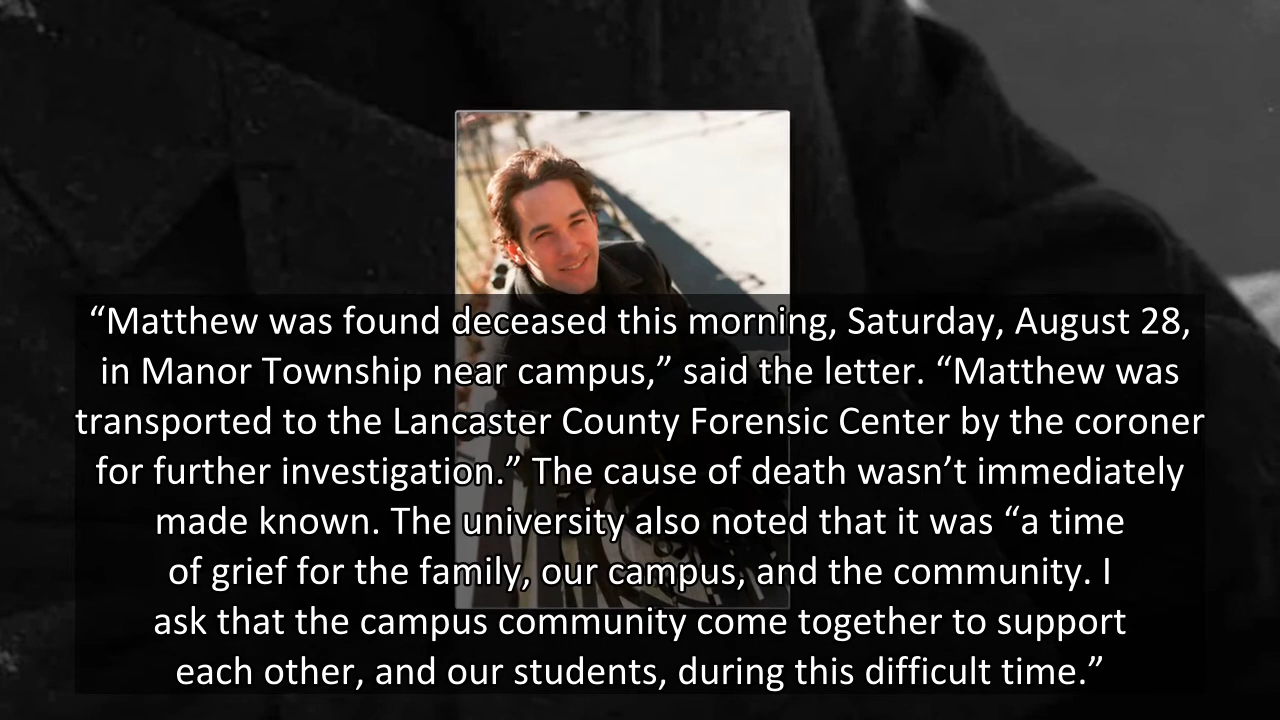 “Matthew was found deceased this morning, Saturday, August 28,
in Manor Township near campus,” said the letter. “Matthew was
transported to the Lancaster County Forensic Center by the coroner
for further investigation.” The cause of death wasn’t immediately
made known. The university also noted that it was “a time
of grief for the family, our campus, and the community. I
ask that the campus community come together to support
each other, and our students, during this difficult time.”